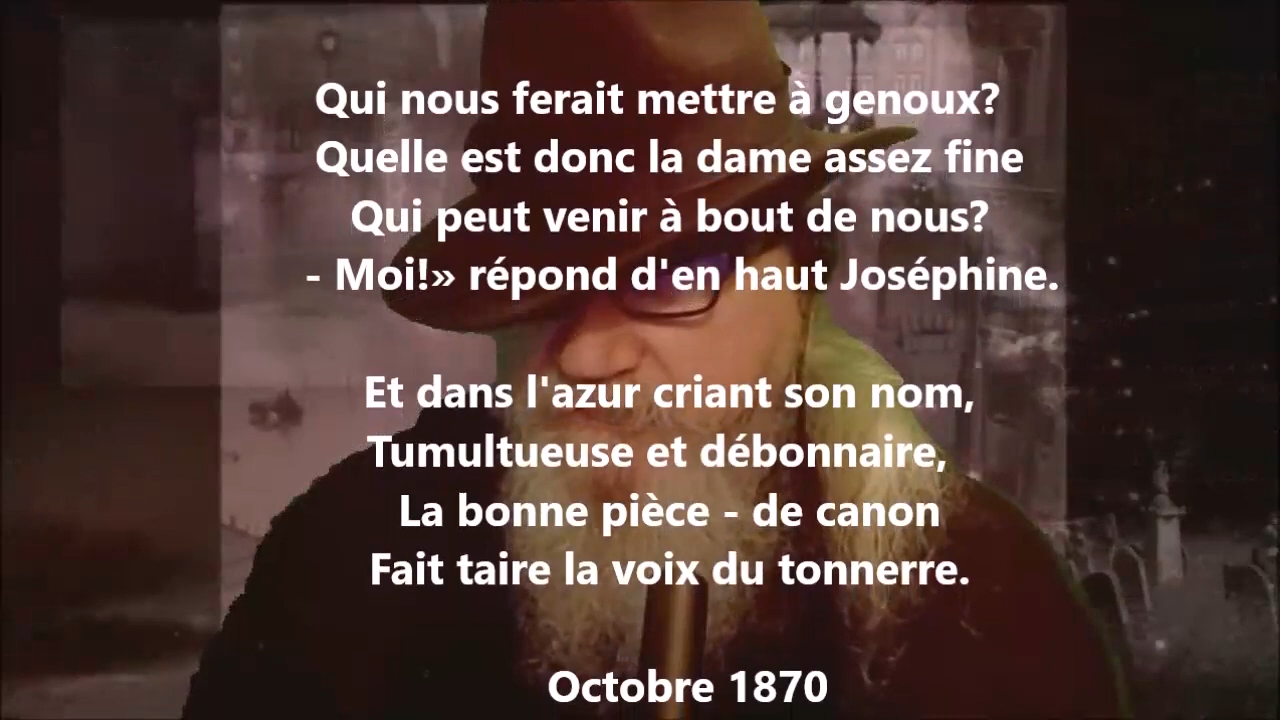 Qui nous ferait mettre à genoux?
Quelle est donc la dame assez fine
Qui peut venir à bout de nous?
- Moi!» répond d'en haut Joséphine.
Et dans l'azur criant son nom,
Tumultueuse et débonnaire,
La bonne pièce - de canon
Fait taire la voix du tonnerre.
Octobre 1870